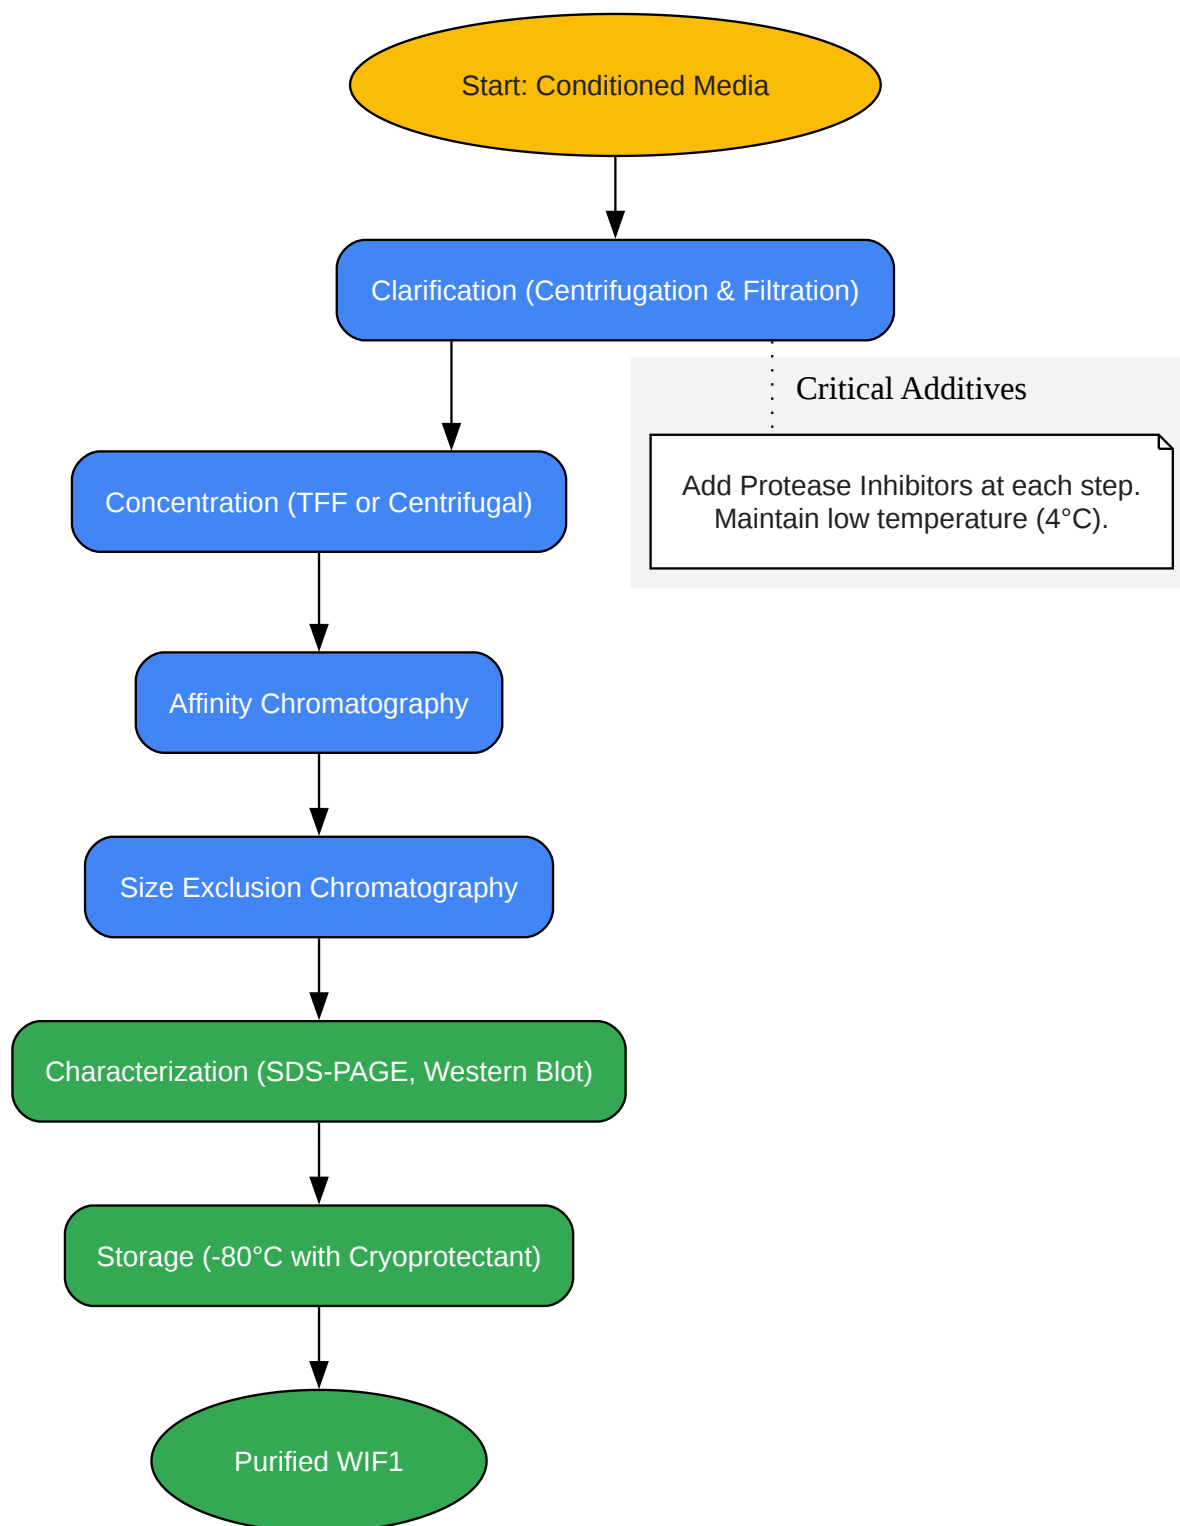 Start: Conditioned Media
Clarification (Centrifugation & Filtration)
Critical Additives
Add Protease Inhibitors at each step.
Maintain low temperature (4°C).
Concentration (TFF or Centrifugal)
Affinity Chromatography
Size Exclusion Chromatography
Characterization (SDS-PAGE, Western Blot)
Storage (-80°C with Cryoprotectant)
Purified WIF1